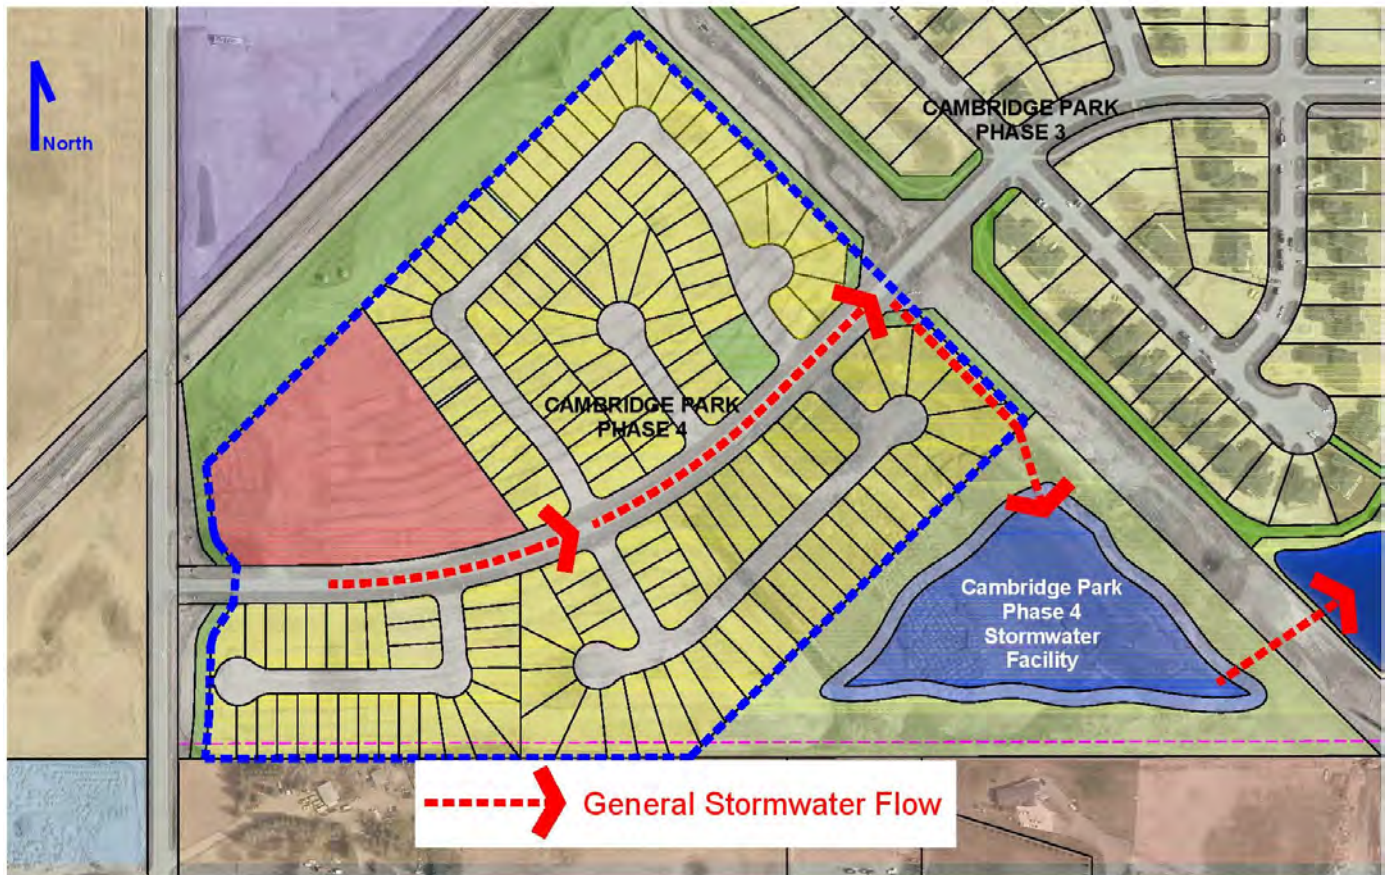 CAMBRIDGE PARK
PHASE 3
North
CAMBRIDGE PARK
PHASE 4
Cambridge Park
Phase 4
Stormwater
Facility
General Stormwater Flow